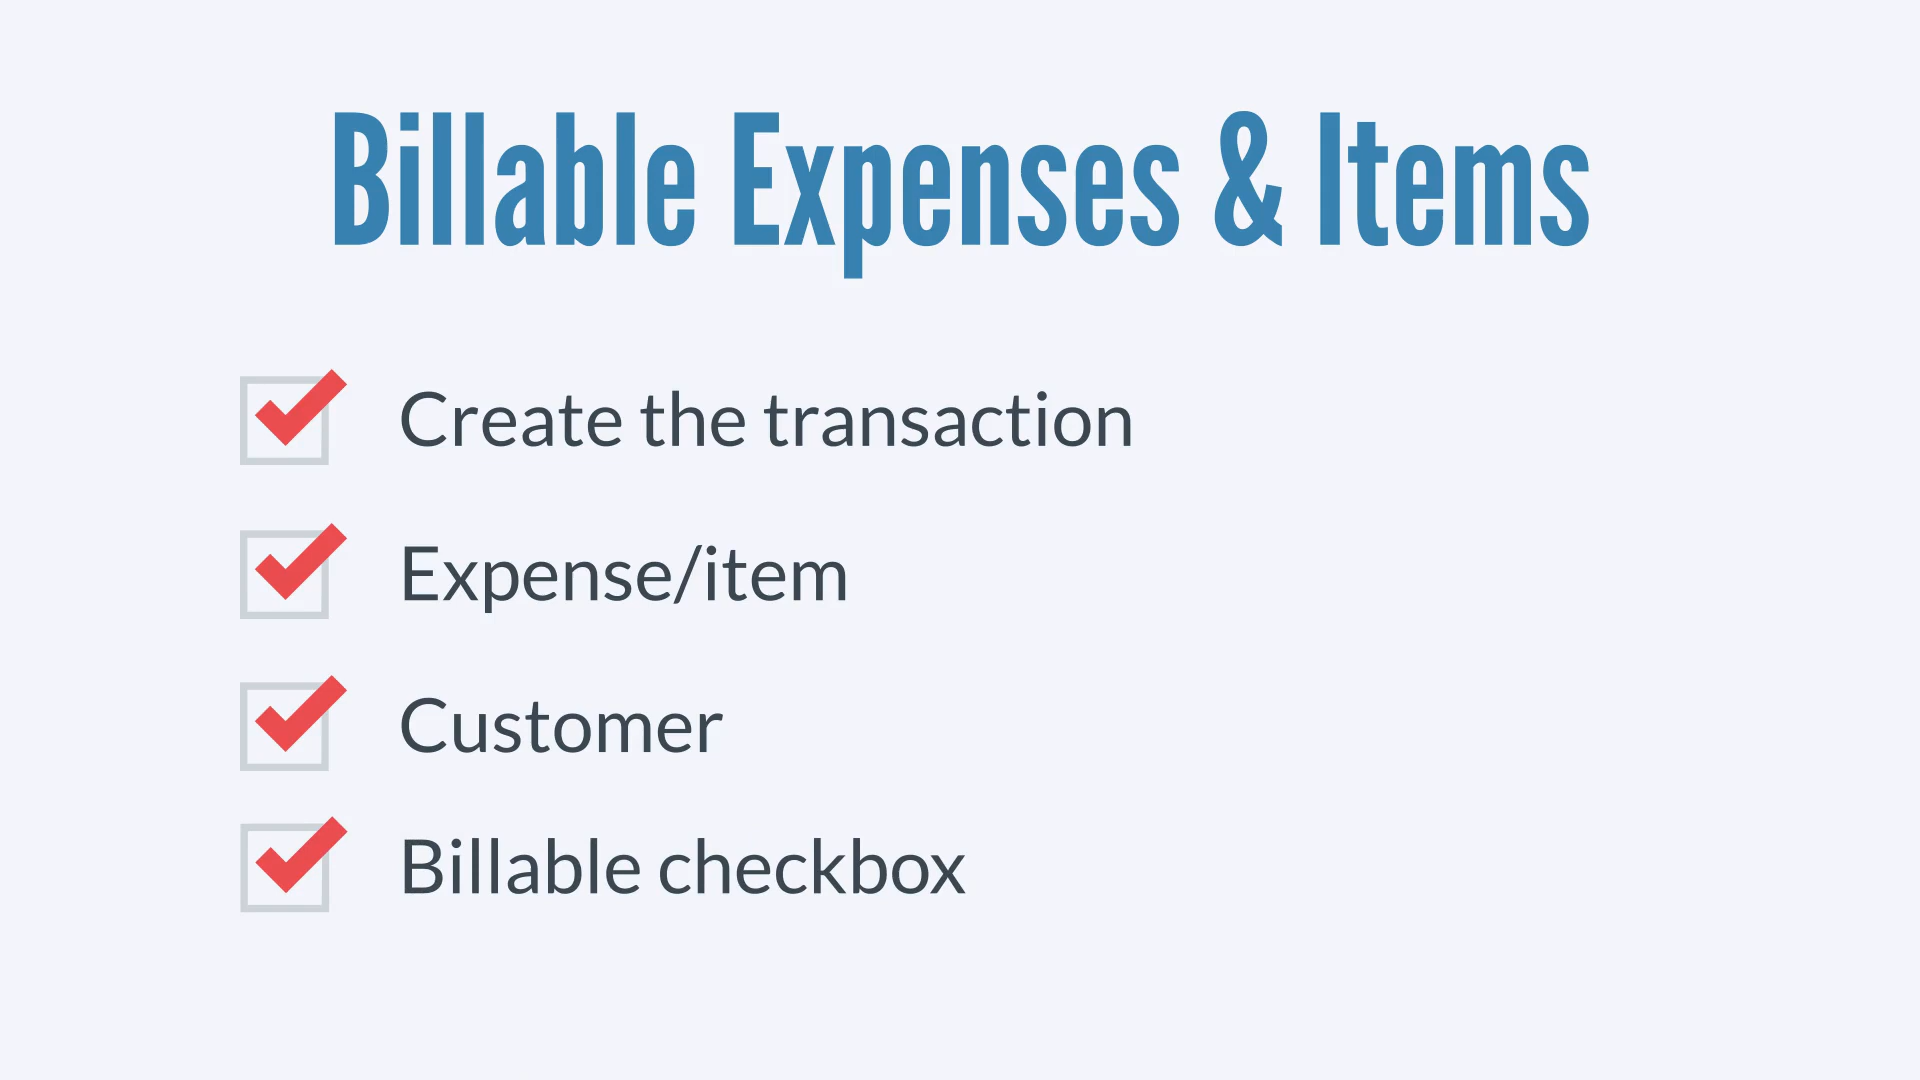 Billable Expenses & Items
Create the transaction
Expense/item
Customer
Billable checkbox